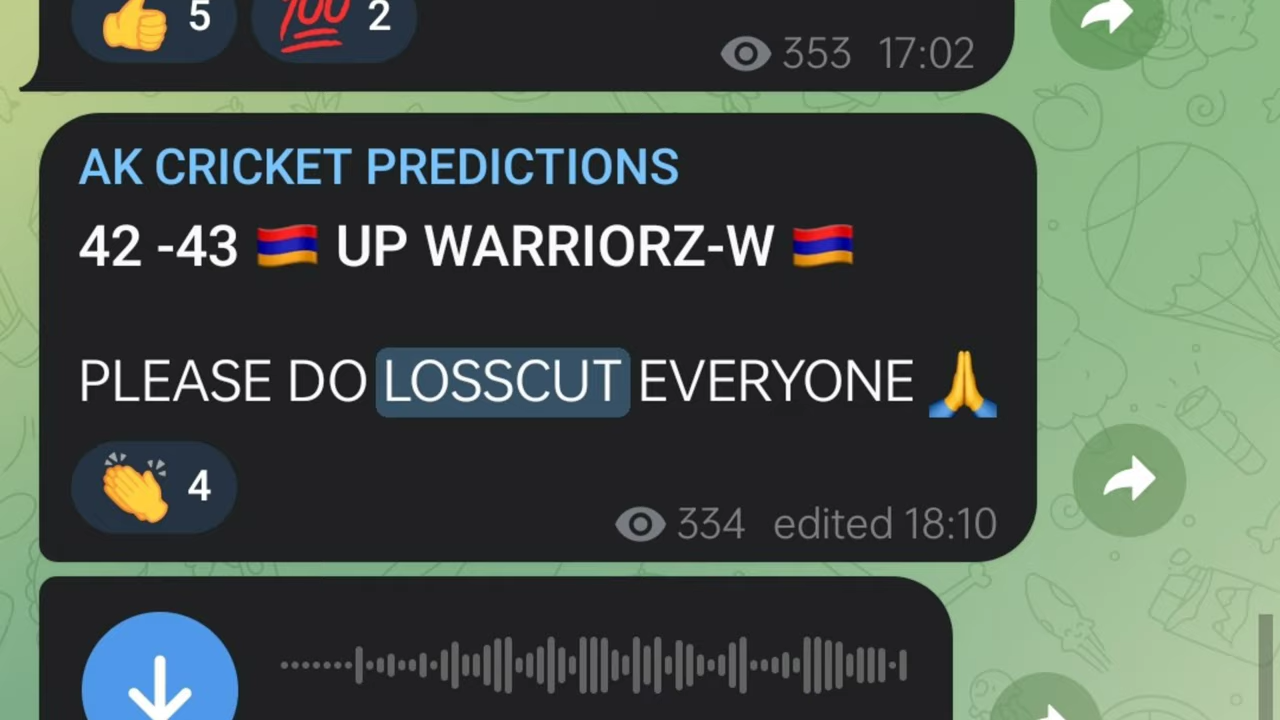 5 2
353 17:02
AK CRICKET PREDICTIONS
42 -43 🇦🇲 UP WARRIORZ-W 🇦🇲
PLEASE DO LOSSCUT EVERYONE 🙏
4
334 edited 18:10